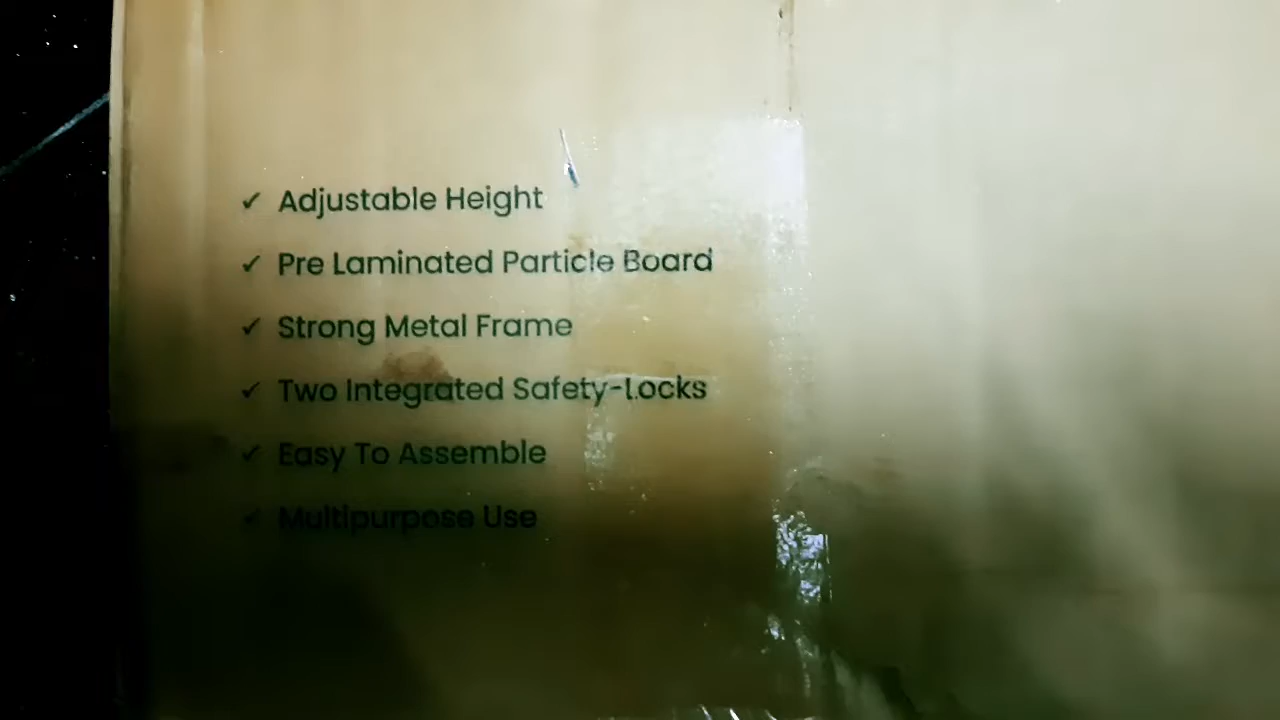 ✓ Adjustable Height
✓ Pre Laminated Particle Board
✓ Strong Metal Frame
✓ Two Integrated Safety-Locks
✓ Easy To Assemble
✓ Multipurpose Use